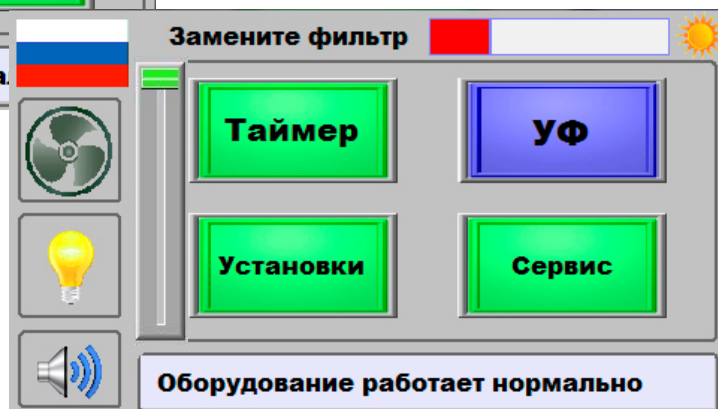 Замените фильтр
Таймер
УФ
Установки
Сервис
Оборудование работает нормально